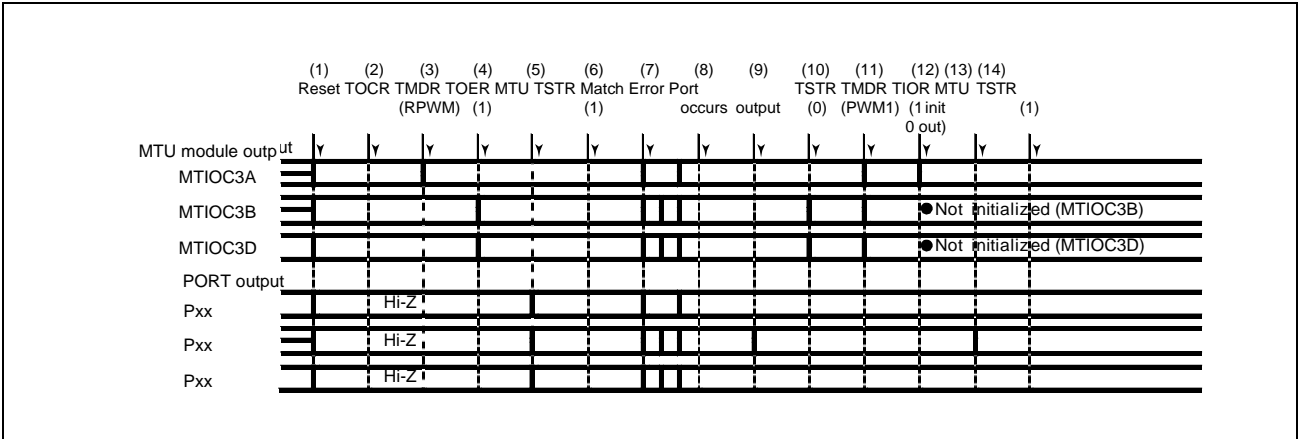 (1) (2) (3) (4) (5) (6) (7) (8) (9) (10) (11) (12) (13) (14)
Reset TOCR TMDR TOER MTU TSTR Match Error Port TSTR TMDR TIOR MTU TSTR
(RPWM) (1) (1) occurs output (0) (PWM1) (1 init (1)
0 out)
MTU module output
MTIOC3A
MTIOC3B ●Not initialized (MTIOC3B)
MTIOC3D ●Not initialized (MTIOC3D)
PORT output
Pxx Hi-Z
Pxx Hi-Z
Pxx Hi-Z